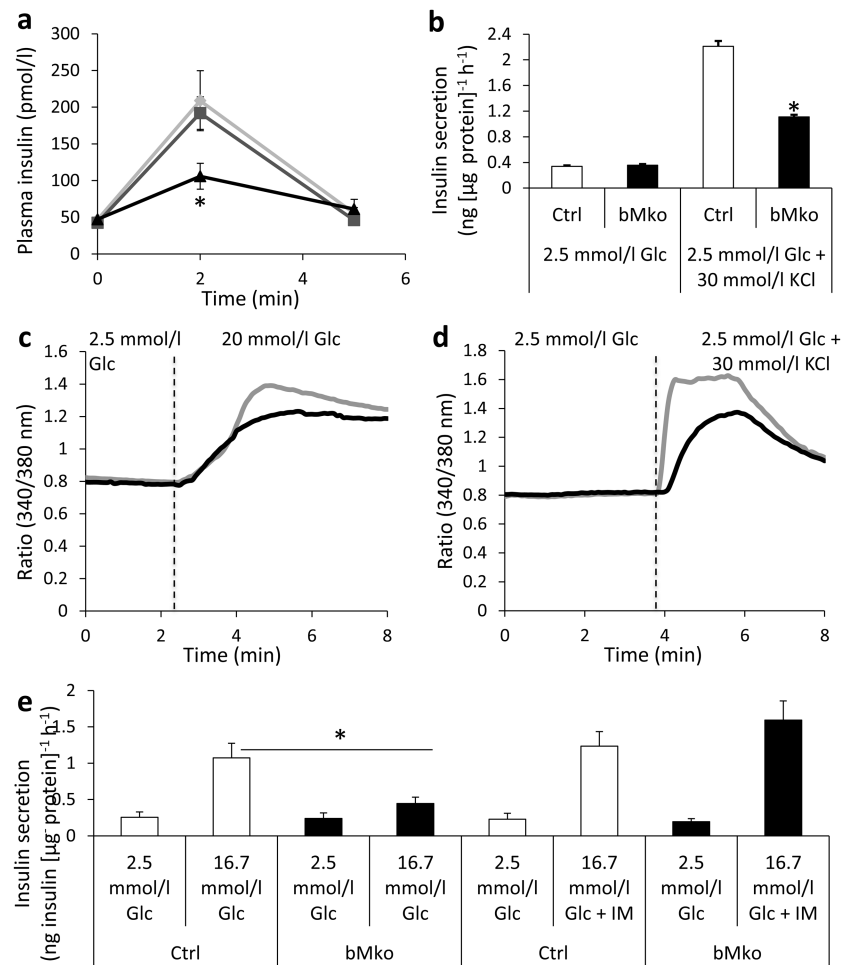 a
Plasma insulin (pmol/l)
300
250
200
150
100
50
0
*
0 2 4 6
Time (min)
b
Insulin secretion
(ng [µg protein]⁻¹ h⁻¹)
2.4
2.0
1.6
1.2
0.8
0.4
0
*
Ctrl bMko Ctrl bMko
2.5 mmol/l Glc 2.5 mmol/l Glc +
30 mmol/l KCl
c
2.5 mmol/l
Glc
20 mmol/l Glc
Ratio (340/380 nm)
1.6
1.4
1.2
1
0.8
0.6
0.4
0.2
0
0 2 4 6 8
Time (min)
d
2.5 mmol/l Glc 2.5 mmol/l Glc +
30 mmol/l KCl
Ratio (340/380 nm)
1.8
1.6
1.4
1.2
1
0.8
0.6
0.4
0.2
0
0 2 4 6 8
Time (min)
e
Insulin secretion
(ng insulin [µg protein]⁻¹ h⁻¹)
2
1.5
1
0.5
0
*
2.5 16.7 2.5 16.7 2.5 16.7 2.5 16.7
mmol/l mmol/l mmol/l mmol/l mmol/l mmol/l mmol/l mmol/l
Glc Glc Glc Glc Glc Glc + IM Glc Glc + IM
Ctrl bMko Ctrl bMko